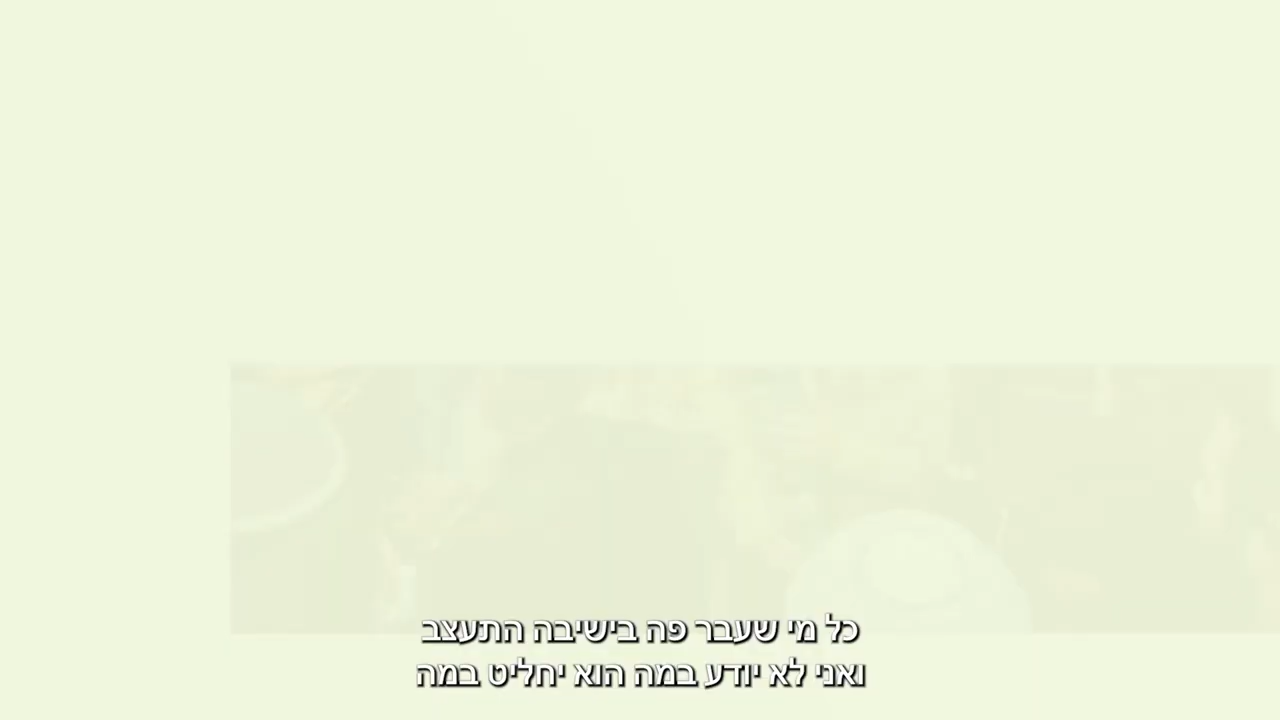 כל מי שעבר פה בישיבה התעצב
ואני לא יודע במה הוא יחליט במה